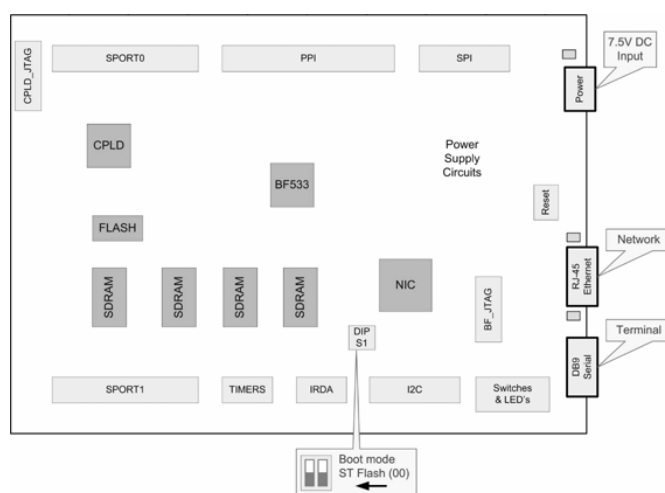 7.5V DC
Input
CPLD_JTAG
SPORT0
PPI
SPI
Power
CPLD
Power
Supply
Circuits
BF533
Reset
FLASH
Network
RJ-45
Ethernet
SDRAM
SDRAM
SDRAM
SDRAM
NIC
BF_JTAG
Terminal
DIP
S1
DB9
Serial
SPORT1
TIMERS
IRDA
I2C
Switches
& LED's
Boot mode
ST Flash (00)